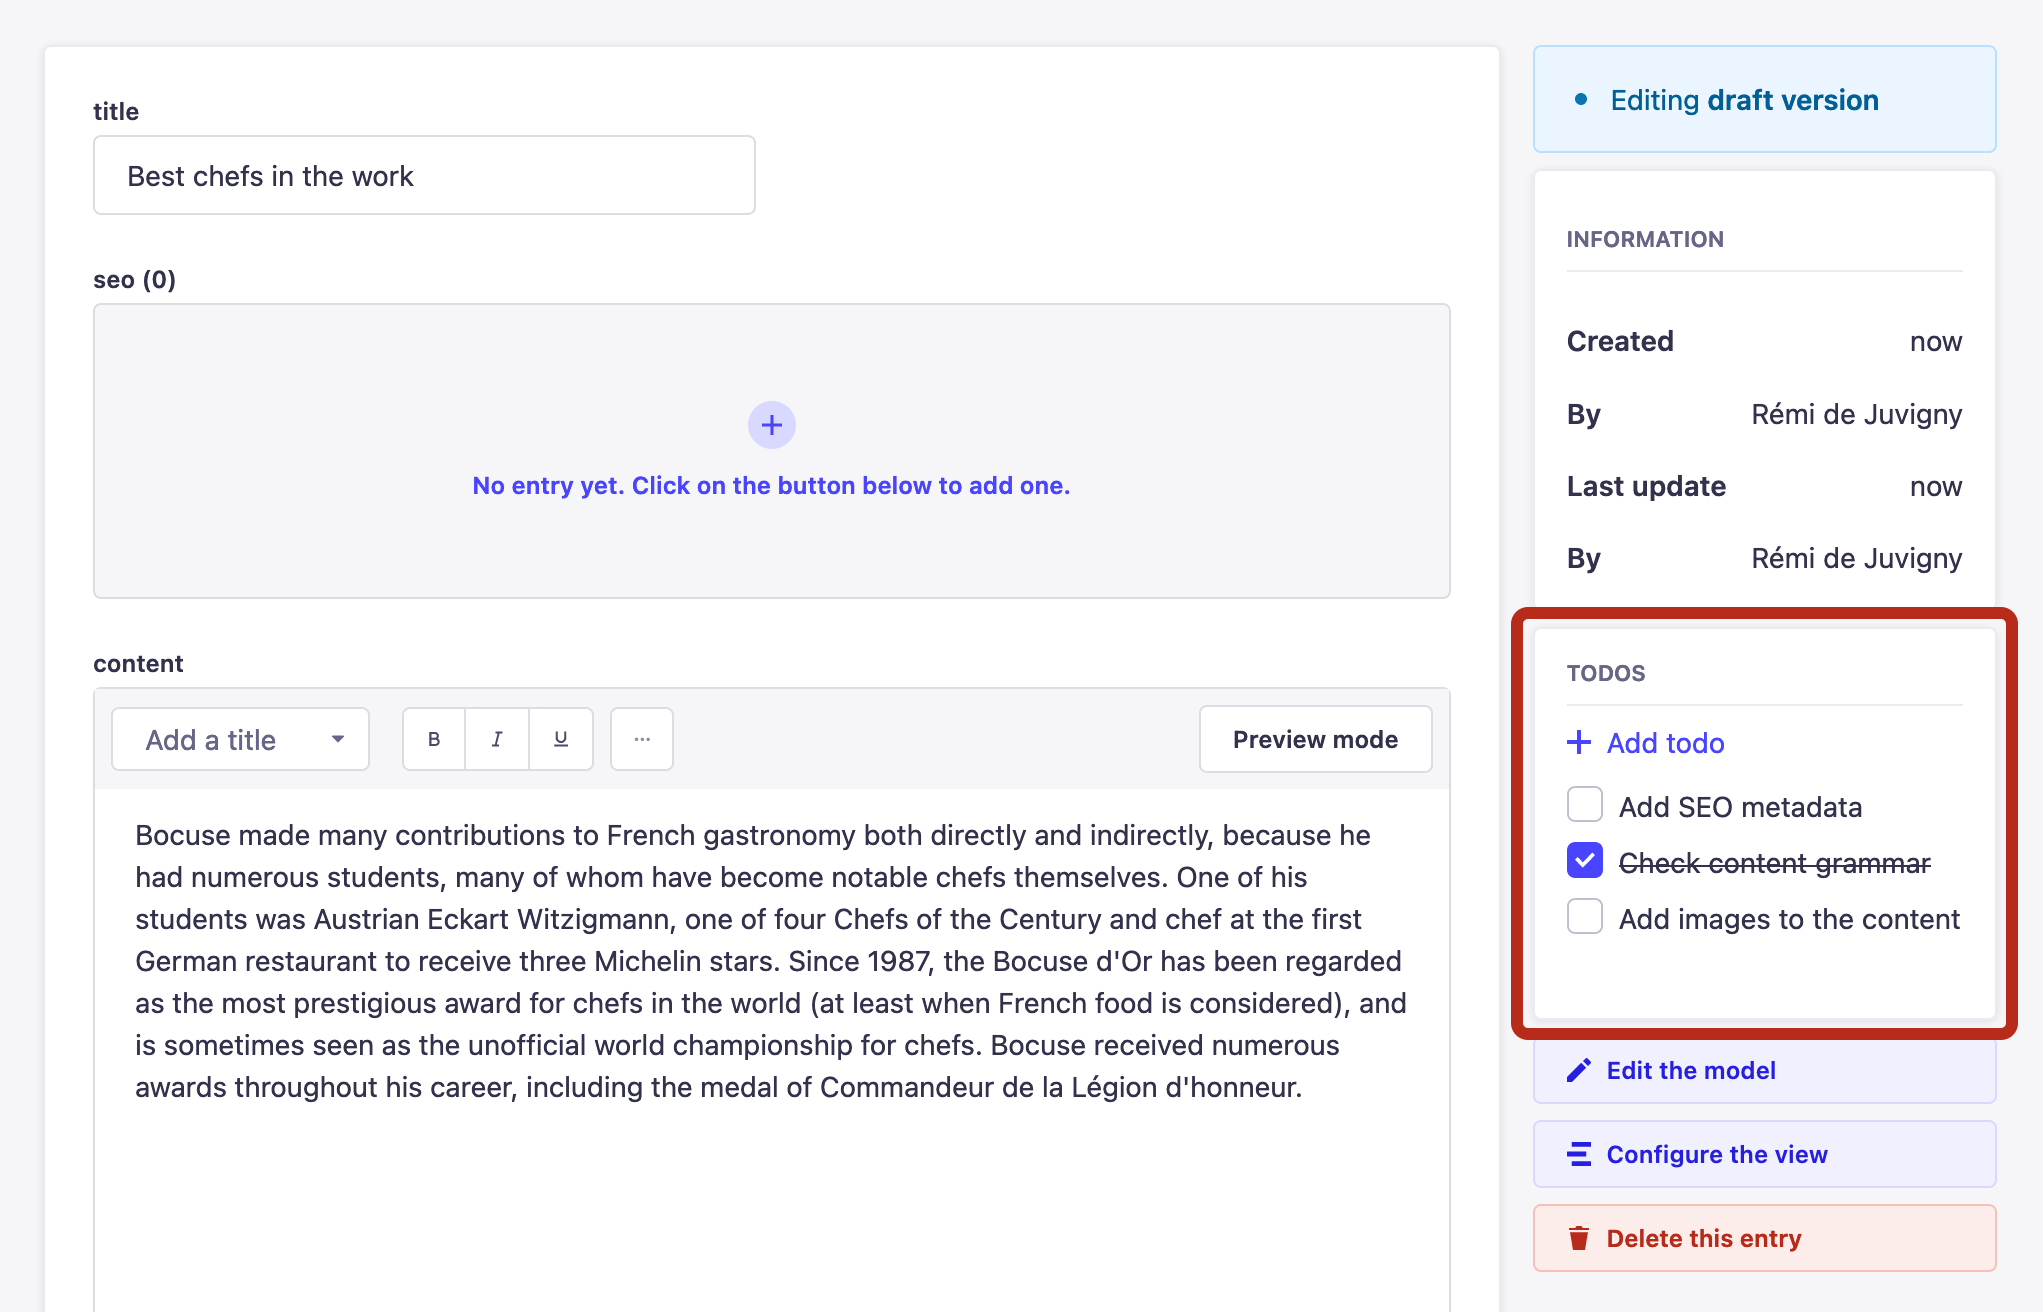 title
Best chefs in the work
seo (0)
No entry yet. Click on the button below to add one.
content
Add a title
B
I
U
...
Preview mode
Bocuse made many contributions to French gastronomy both directly and indirectly, because he
had numerous students, many of whom have become notable chefs themselves. One of his
students was Austrian Eckart Witzigmann, one of four Chefs of the Century and chef at the first
German restaurant to receive three Michelin stars. Since 1987, the Bocuse d'Or has been regarded
as the most prestigious award for chefs in the world (at least when French food is considered), and
is sometimes seen as the unofficial world championship for chefs. Bocuse received numerous
awards throughout his career, including the medal of Commandeur de la Légion d'honneur.
Editing draft version
INFORMATION
Created now
By Rémi de Juvigny
Last update now
By Rémi de Juvigny
TODOS
Add todo
Add SEO metadata
Check content grammar
Add images to the content
Edit the model
Configure the view
Delete this entry